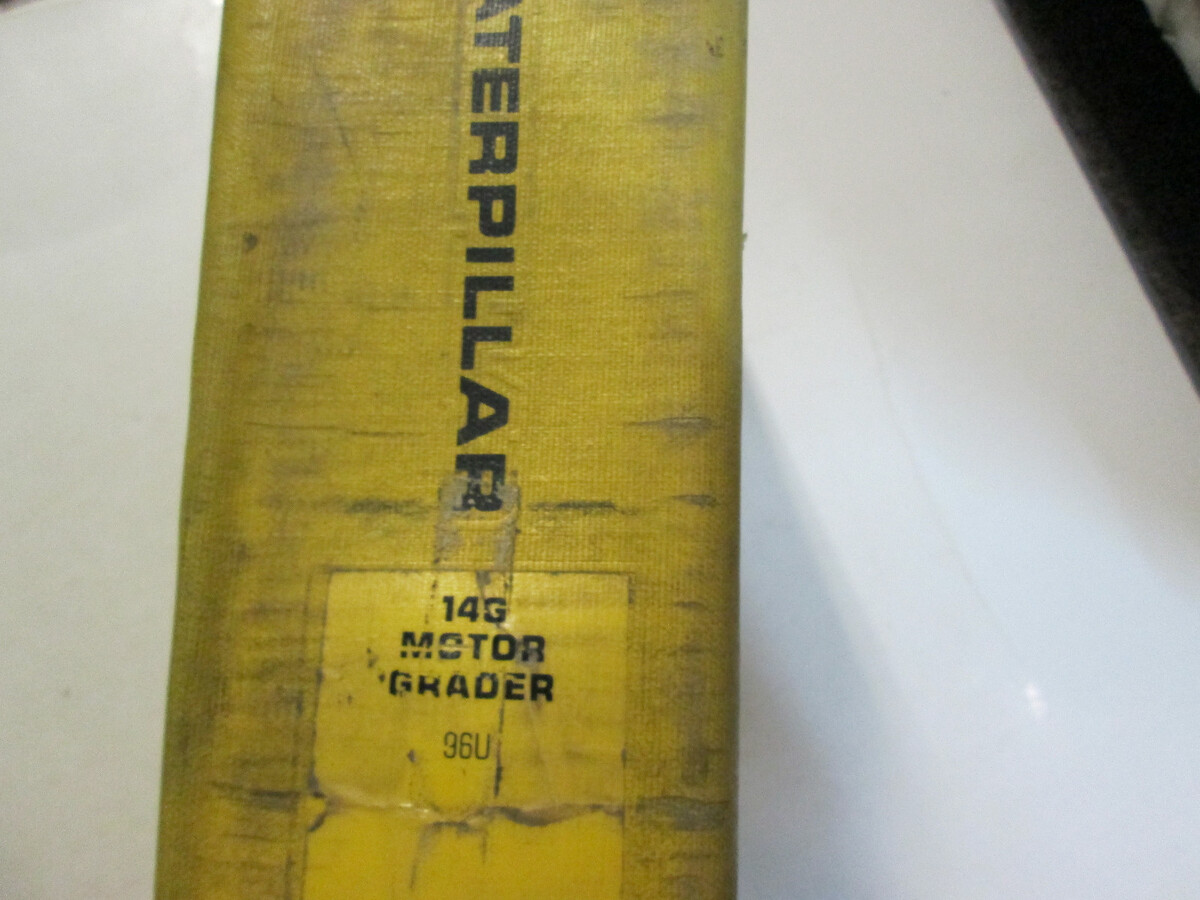 ATERPILLAR
14G
MOTOR
GRADER
96U